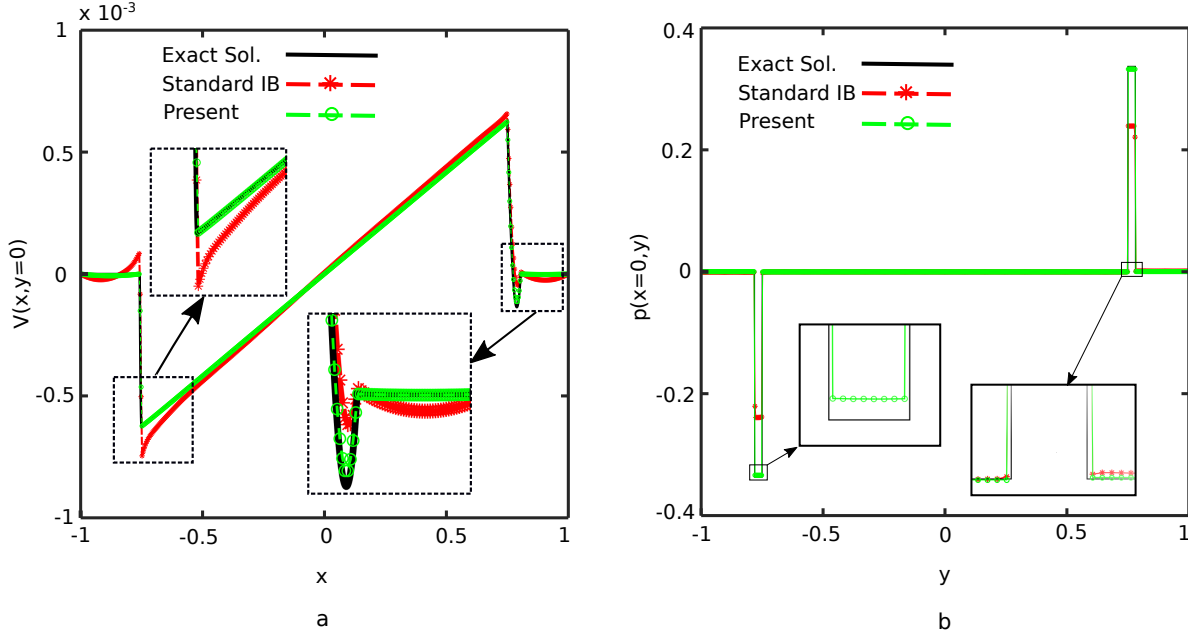 x 10⁻³
1
0.5
0
-0.5
-1
V(x,y=0)
Exact Sol.
Standard IB
Present
-1 -0.5 0 0.5 1
x
a
0.4
0.2
0
-0.2
-0.4
p(x=0,y)
Exact Sol.
Standard IB
Present
-1 -0.5 0 0.5 1
y
b